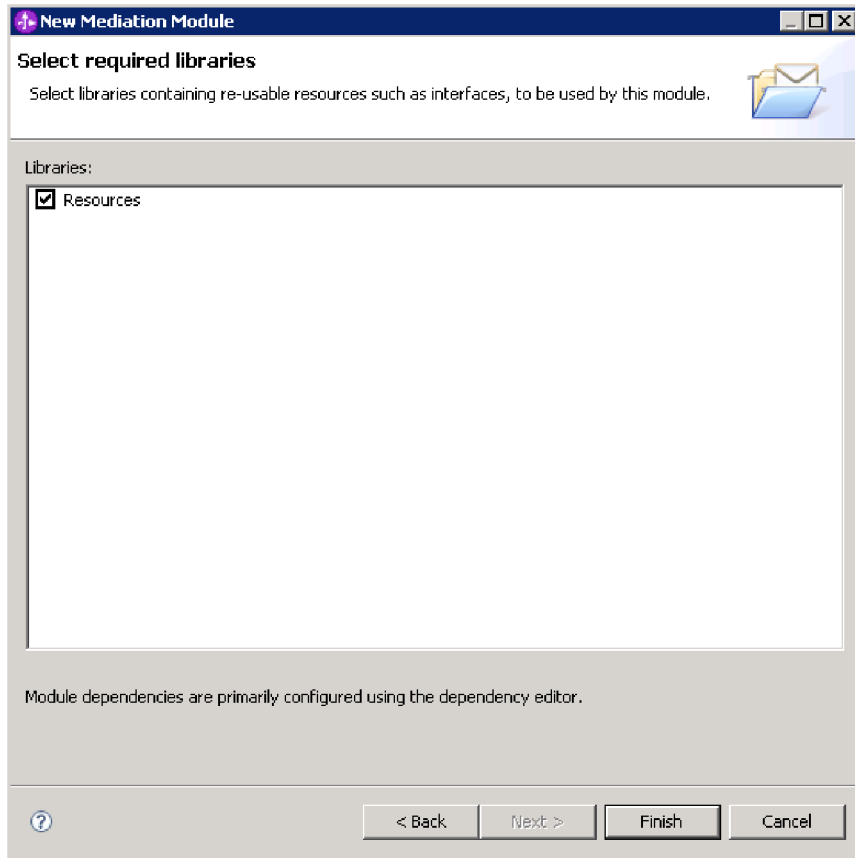 New Mediation Module
Select required libraries
Select libraries containing re-usable resources such as interfaces, to be used by this module.
Libraries:
Resources
Module dependencies are primarily configured using the dependency editor.
?
< Back
Next >
Finish
Cancel